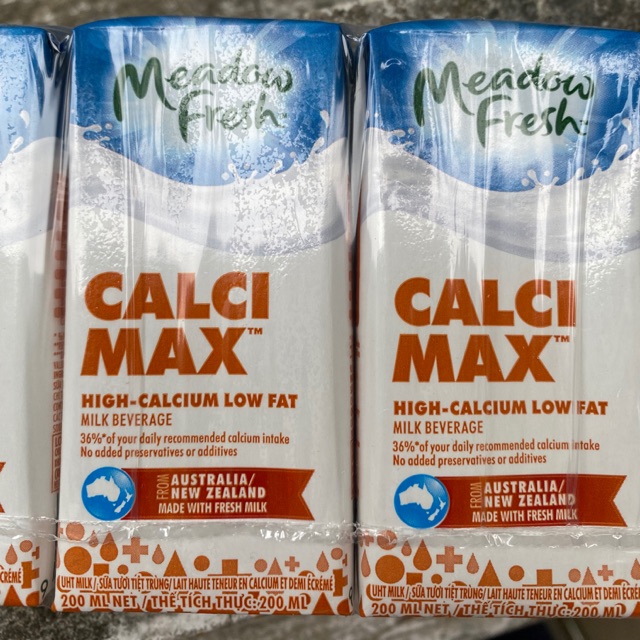 Meadow
Fresh
CALCI
MAX™
HIGH-CALCIUM LOW FAT
MILK BEVERAGE
36%*of your daily recommended calcium intake
No added preservatives or additives
FROM
AUSTRALIA/
NEW ZEALAND
MADE WITH FRESH MILK
UHT MILK / SỮA TƯƠI TIỆT TRÙNG/ LAIT HAUTE TENEUR EN CALCIUM ET DEMI ÉCRÉMÉ
200 ML NET / THỂ TÍCH THỰC: 200 ML
Meadow
Fresh
CALCI
MAX™
HIGH-CALCIUM LOW FAT
MILK BEVERAGE
36%*of your daily recommended calcium intake
No added preservatives or additives
FROM
AUSTRALIA/
NEW ZEALAND
MADE WITH FRESH MILK
UHT MILK / SỮA TƯƠI TIỆT TRÙNG/ LAIT HAUTE TENEUR EN CALCIUM ET DEMI ÉCRÉ
200 ML NET / THỂ TÍCH THỰC: 200 ML
X
ÉCRÉMÉ